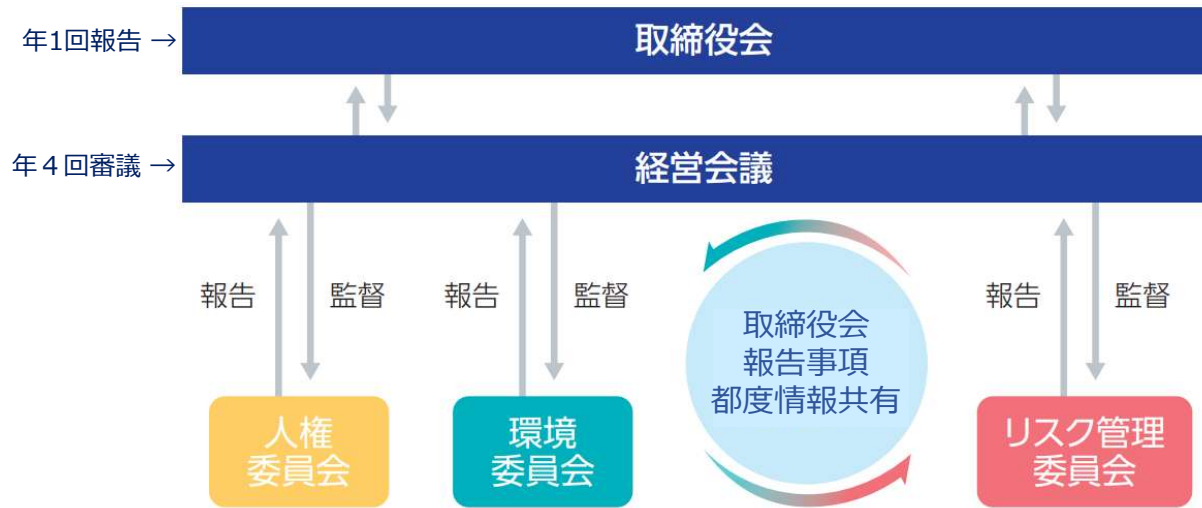 年1回報告 →
取締役会
年４回審議 →
経営会議
報告
監督
報告
監督
取締役会
報告事項
都度情報共有
報告
監督
人権
委員会
環境
委員会
リスク管理
委員会